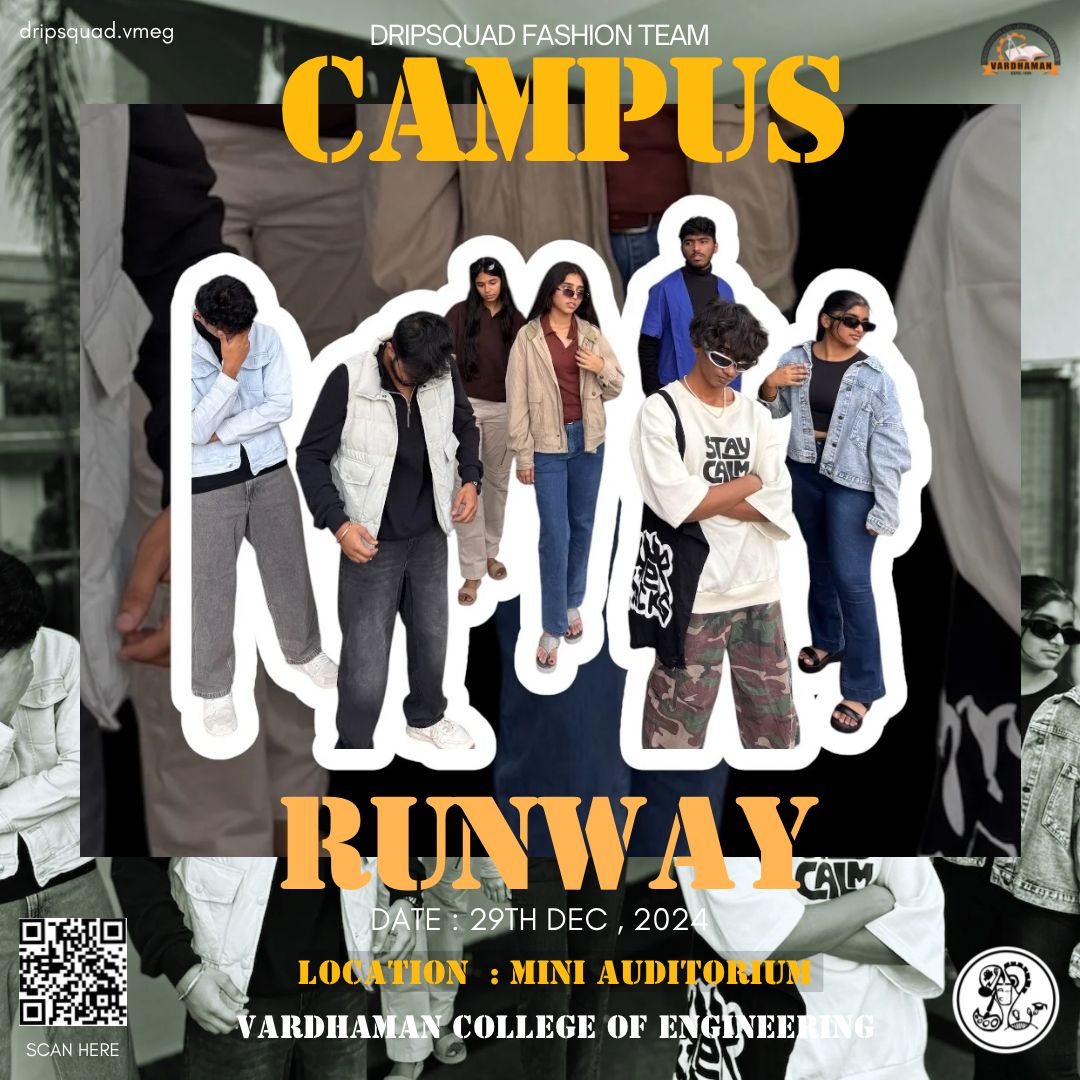 dripsquad.vmeg
DRIPSQUAD FASHION TEAM
VARDHAMAN
CAMPUS
STAY
CALM
RUNWAY
CALM
DATE : 29TH DEC , 2024
LOCATION : MINI AUDITORIUM
VARDHAMAN COLLEGE OF ENGINEERING
SCAN HERE